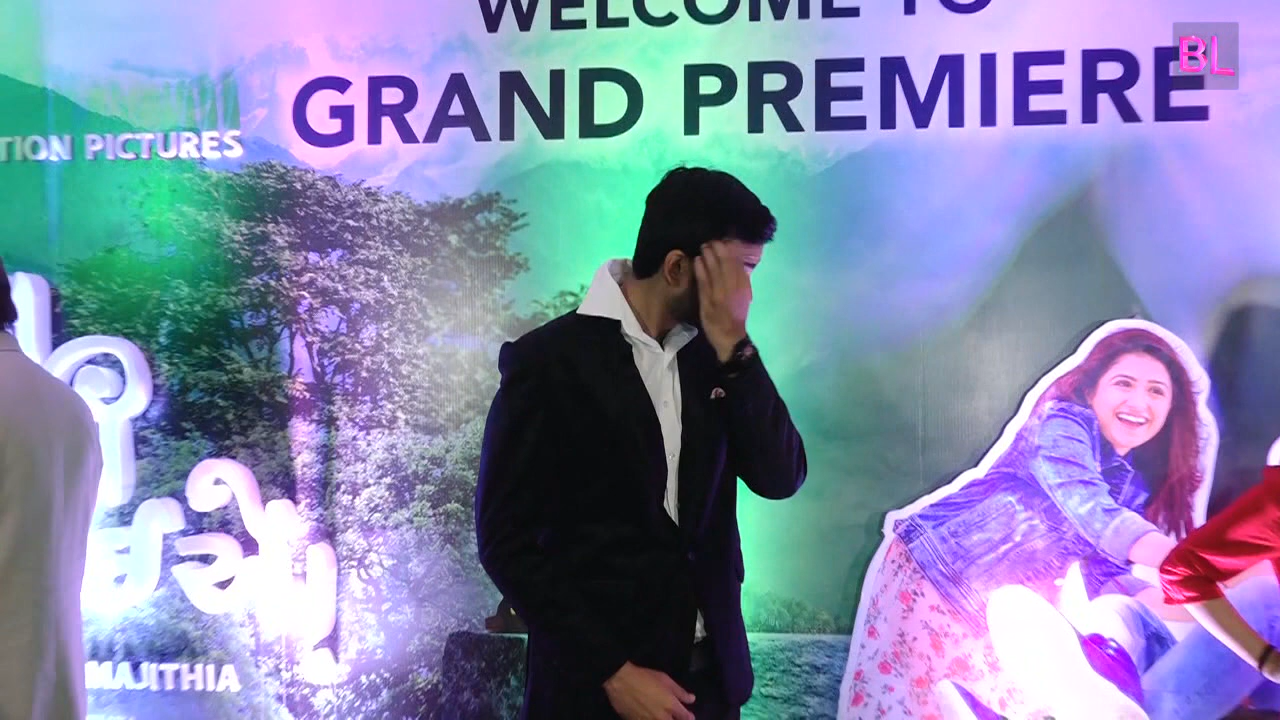 WELCOME TO
BL
GRAND PREMIERE
TION PICTURES
MAJITHIA